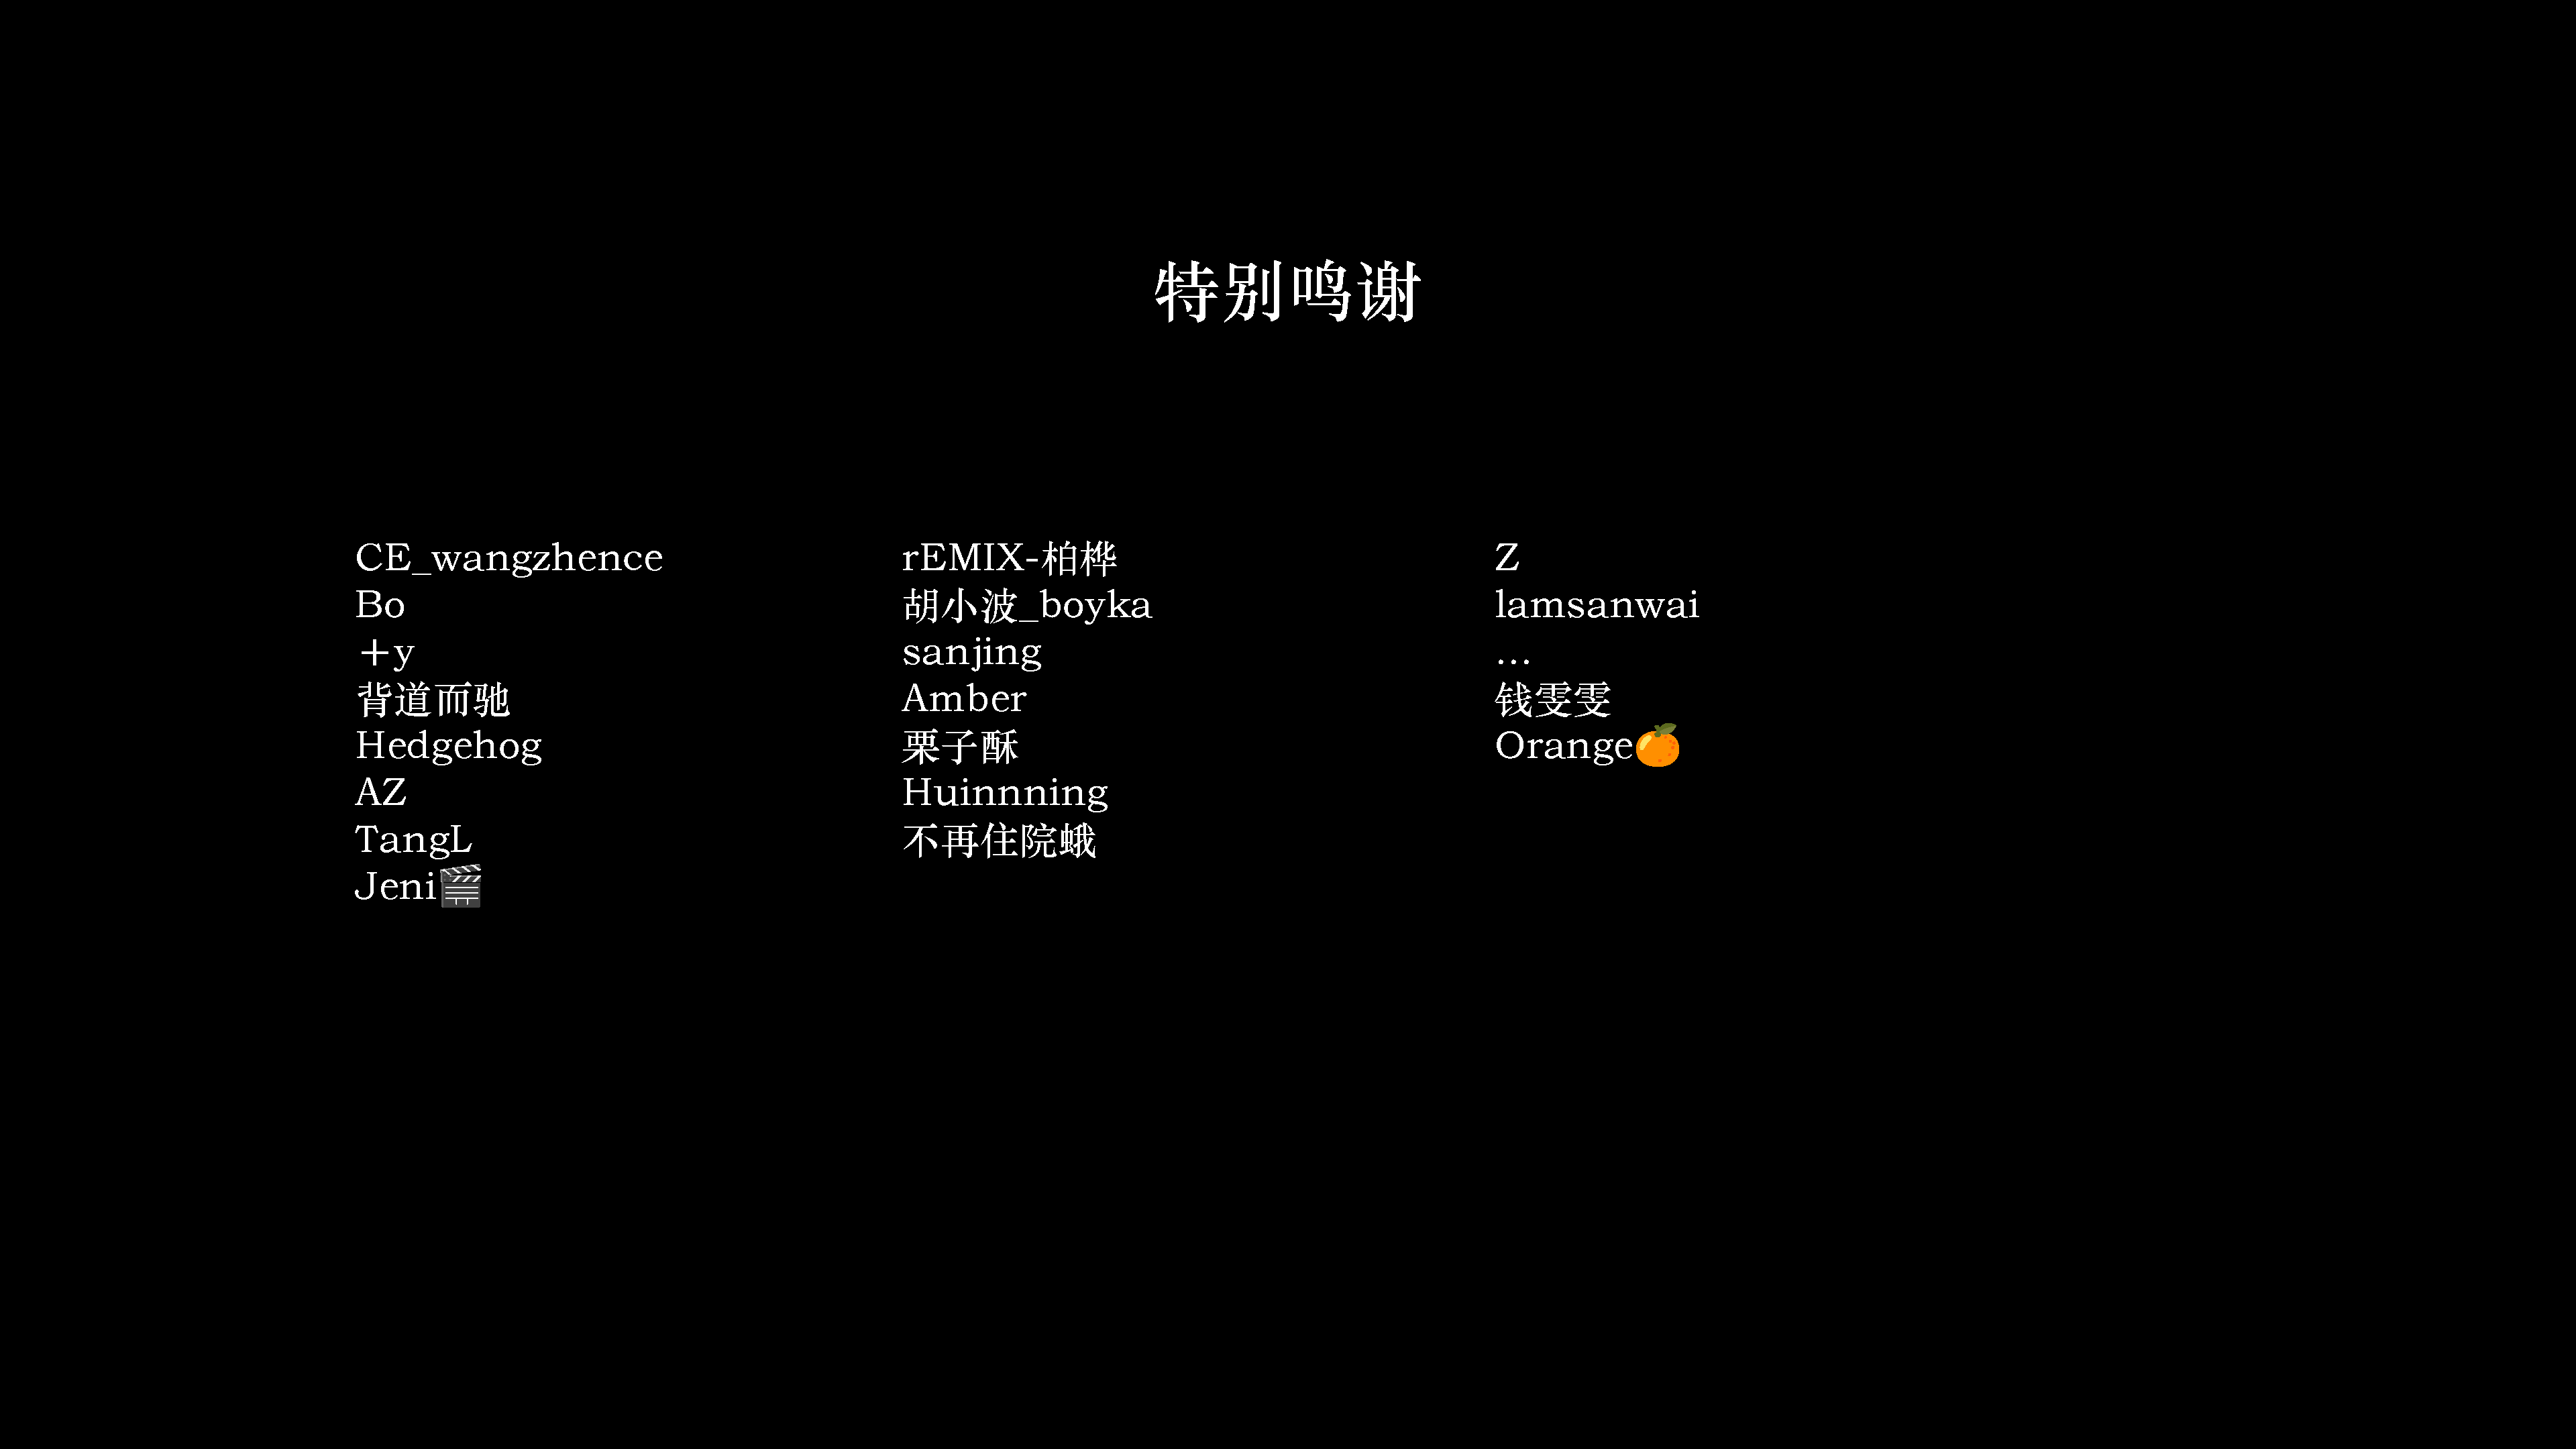 特别鸣谢
CE_wangzhence
Bo
＋y
背道而驰
Hedgehog
AZ
TangL
Jeni🎬
rEMIX-柏桦
胡小波_boyka
sanjing
Amber
栗子酥
Huinnning
不再住院蛾
Z
lamsanwai
...
钱雯雯
Orange🍊